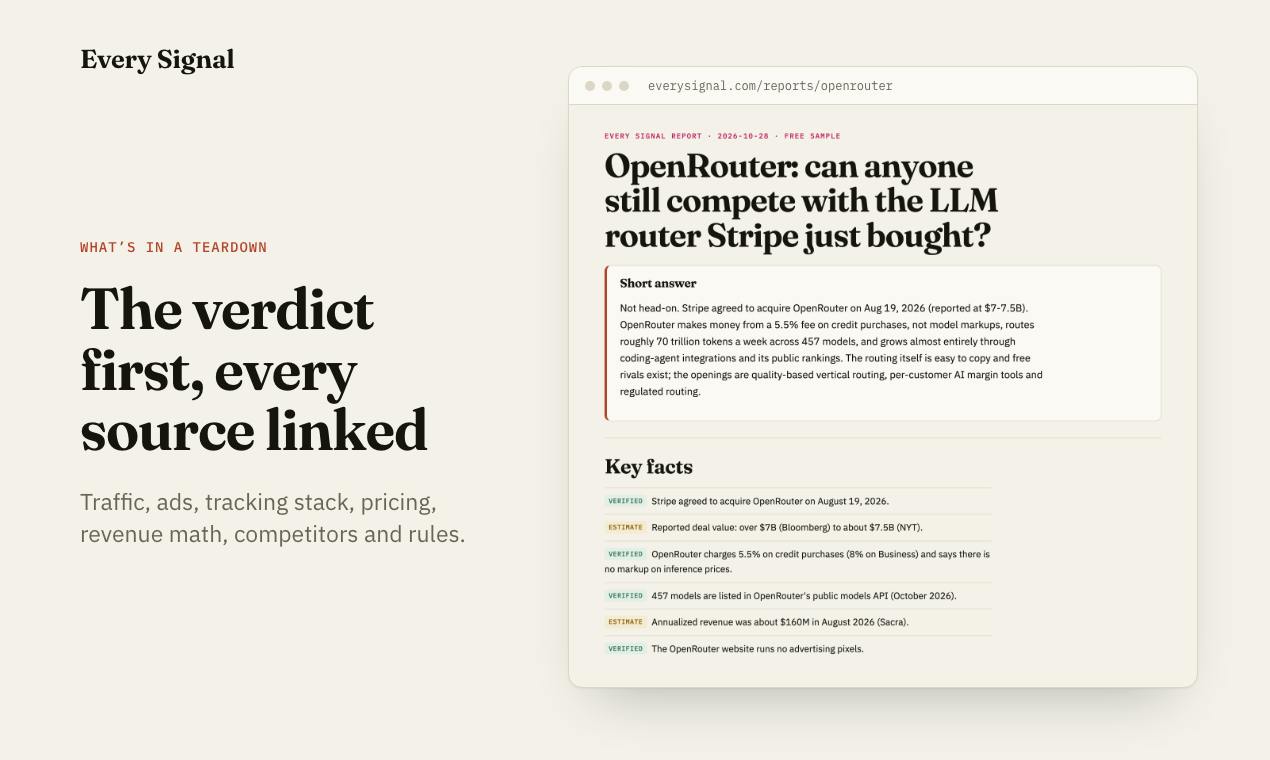 Every Signal
WHAT'S IN A TEARDOWN
The verdict
first, every
source linked
Traffic, ads, tracking stack, pricing,
revenue math, competitors and rules.
everysignal.com/reports/openrouter
EVERY SIGNAL REPORT · 2026-10-28 · FREE SAMPLE
OpenRouter: can anyone
still compete with the LLM
router Stripe just bought?
Short answer
Not head-on. Stripe agreed to acquire OpenRouter on Aug 19, 2026 (reported at $7-7.5B).
OpenRouter makes money from a 5.5% fee on credit purchases, not model markups, routes
roughly 70 trillion tokens a week across 457 models, and grows almost entirely through
coding-agent integrations and its public rankings. The routing itself is easy to copy and free
rivals exist; the openings are quality-based vertical routing, per-customer AI margin tools and
regulated routing.
Key facts
VERIFIED Stripe agreed to acquire OpenRouter on August 19, 2026.
ESTIMATE Reported deal value: over $7B (Bloomberg) to about $7.5B (NYT).
VERIFIED OpenRouter charges 5.5% on credit purchases (8% on Business) and says there is
no markup on inference prices.
VERIFIED 457 models are listed in OpenRouter's public models API (October 2026).
ESTIMATE Annualized revenue was about $160M in August 2026 (Sacra).
VERIFIED The OpenRouter website runs no advertising pixels.